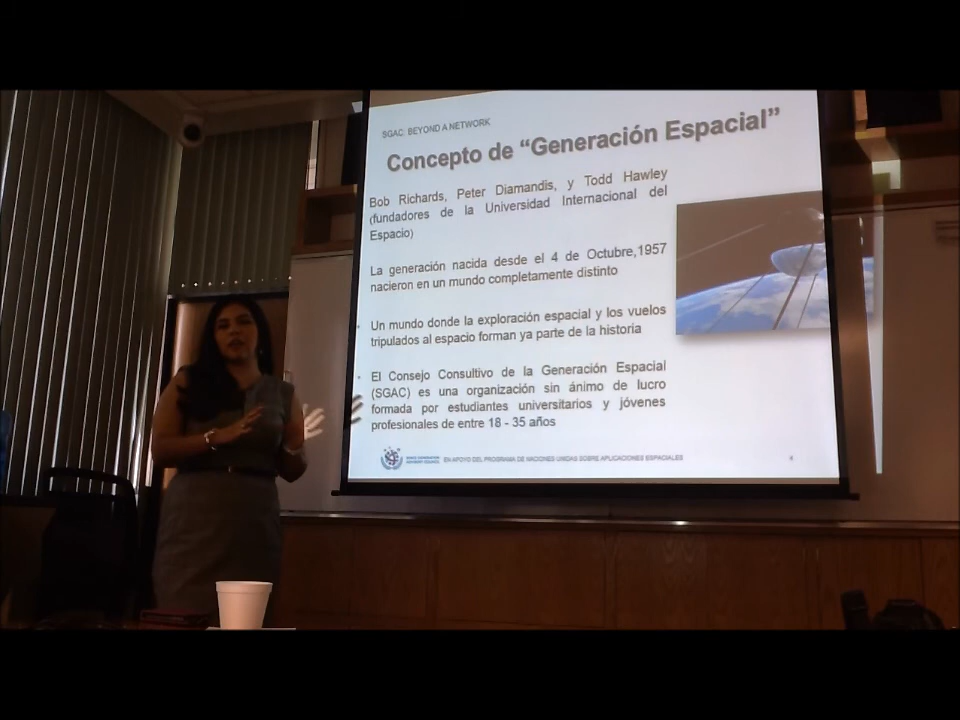 SGAC: BEYOND A NETWORK
Concepto de “Generación Espacial”
Bob Richards, Peter Diamandis, y Todd Hawley
(fundadores de la Universidad Internacional del
Espacio)
La generación nacida desde el 4 de Octubre,1957
nacieron en un mundo completamente distinto
Un mundo donde la exploración espacial y los vuelos
tripulados al espacio forman ya parte de la historia
El Consejo Consultivo de la Generación Espacial
(SGAC) es una organización sin ánimo de lucro
formada por estudiantes universitarios y jóvenes
profesionales de entre 18 - 35 años
SPACE GENERATION
ADVISORY COUNCIL
EN APOYO DEL PROGRAMA DE NACIONES UNIDAS SOBRE APLICACIONES ESPACIALES